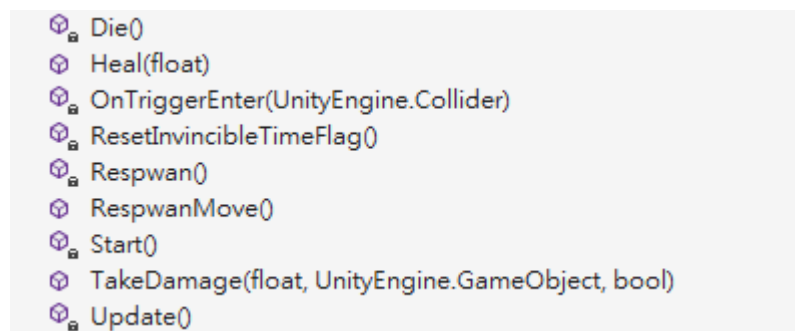 Die()
Heal(float)
OnTriggerEnter(UnityEngine.Collider)
ResetInvincibleTimeFlag()
Respwan()
RespwanMove()
Start()
TakeDamage(float, UnityEngine.GameObject, bool)
Update()